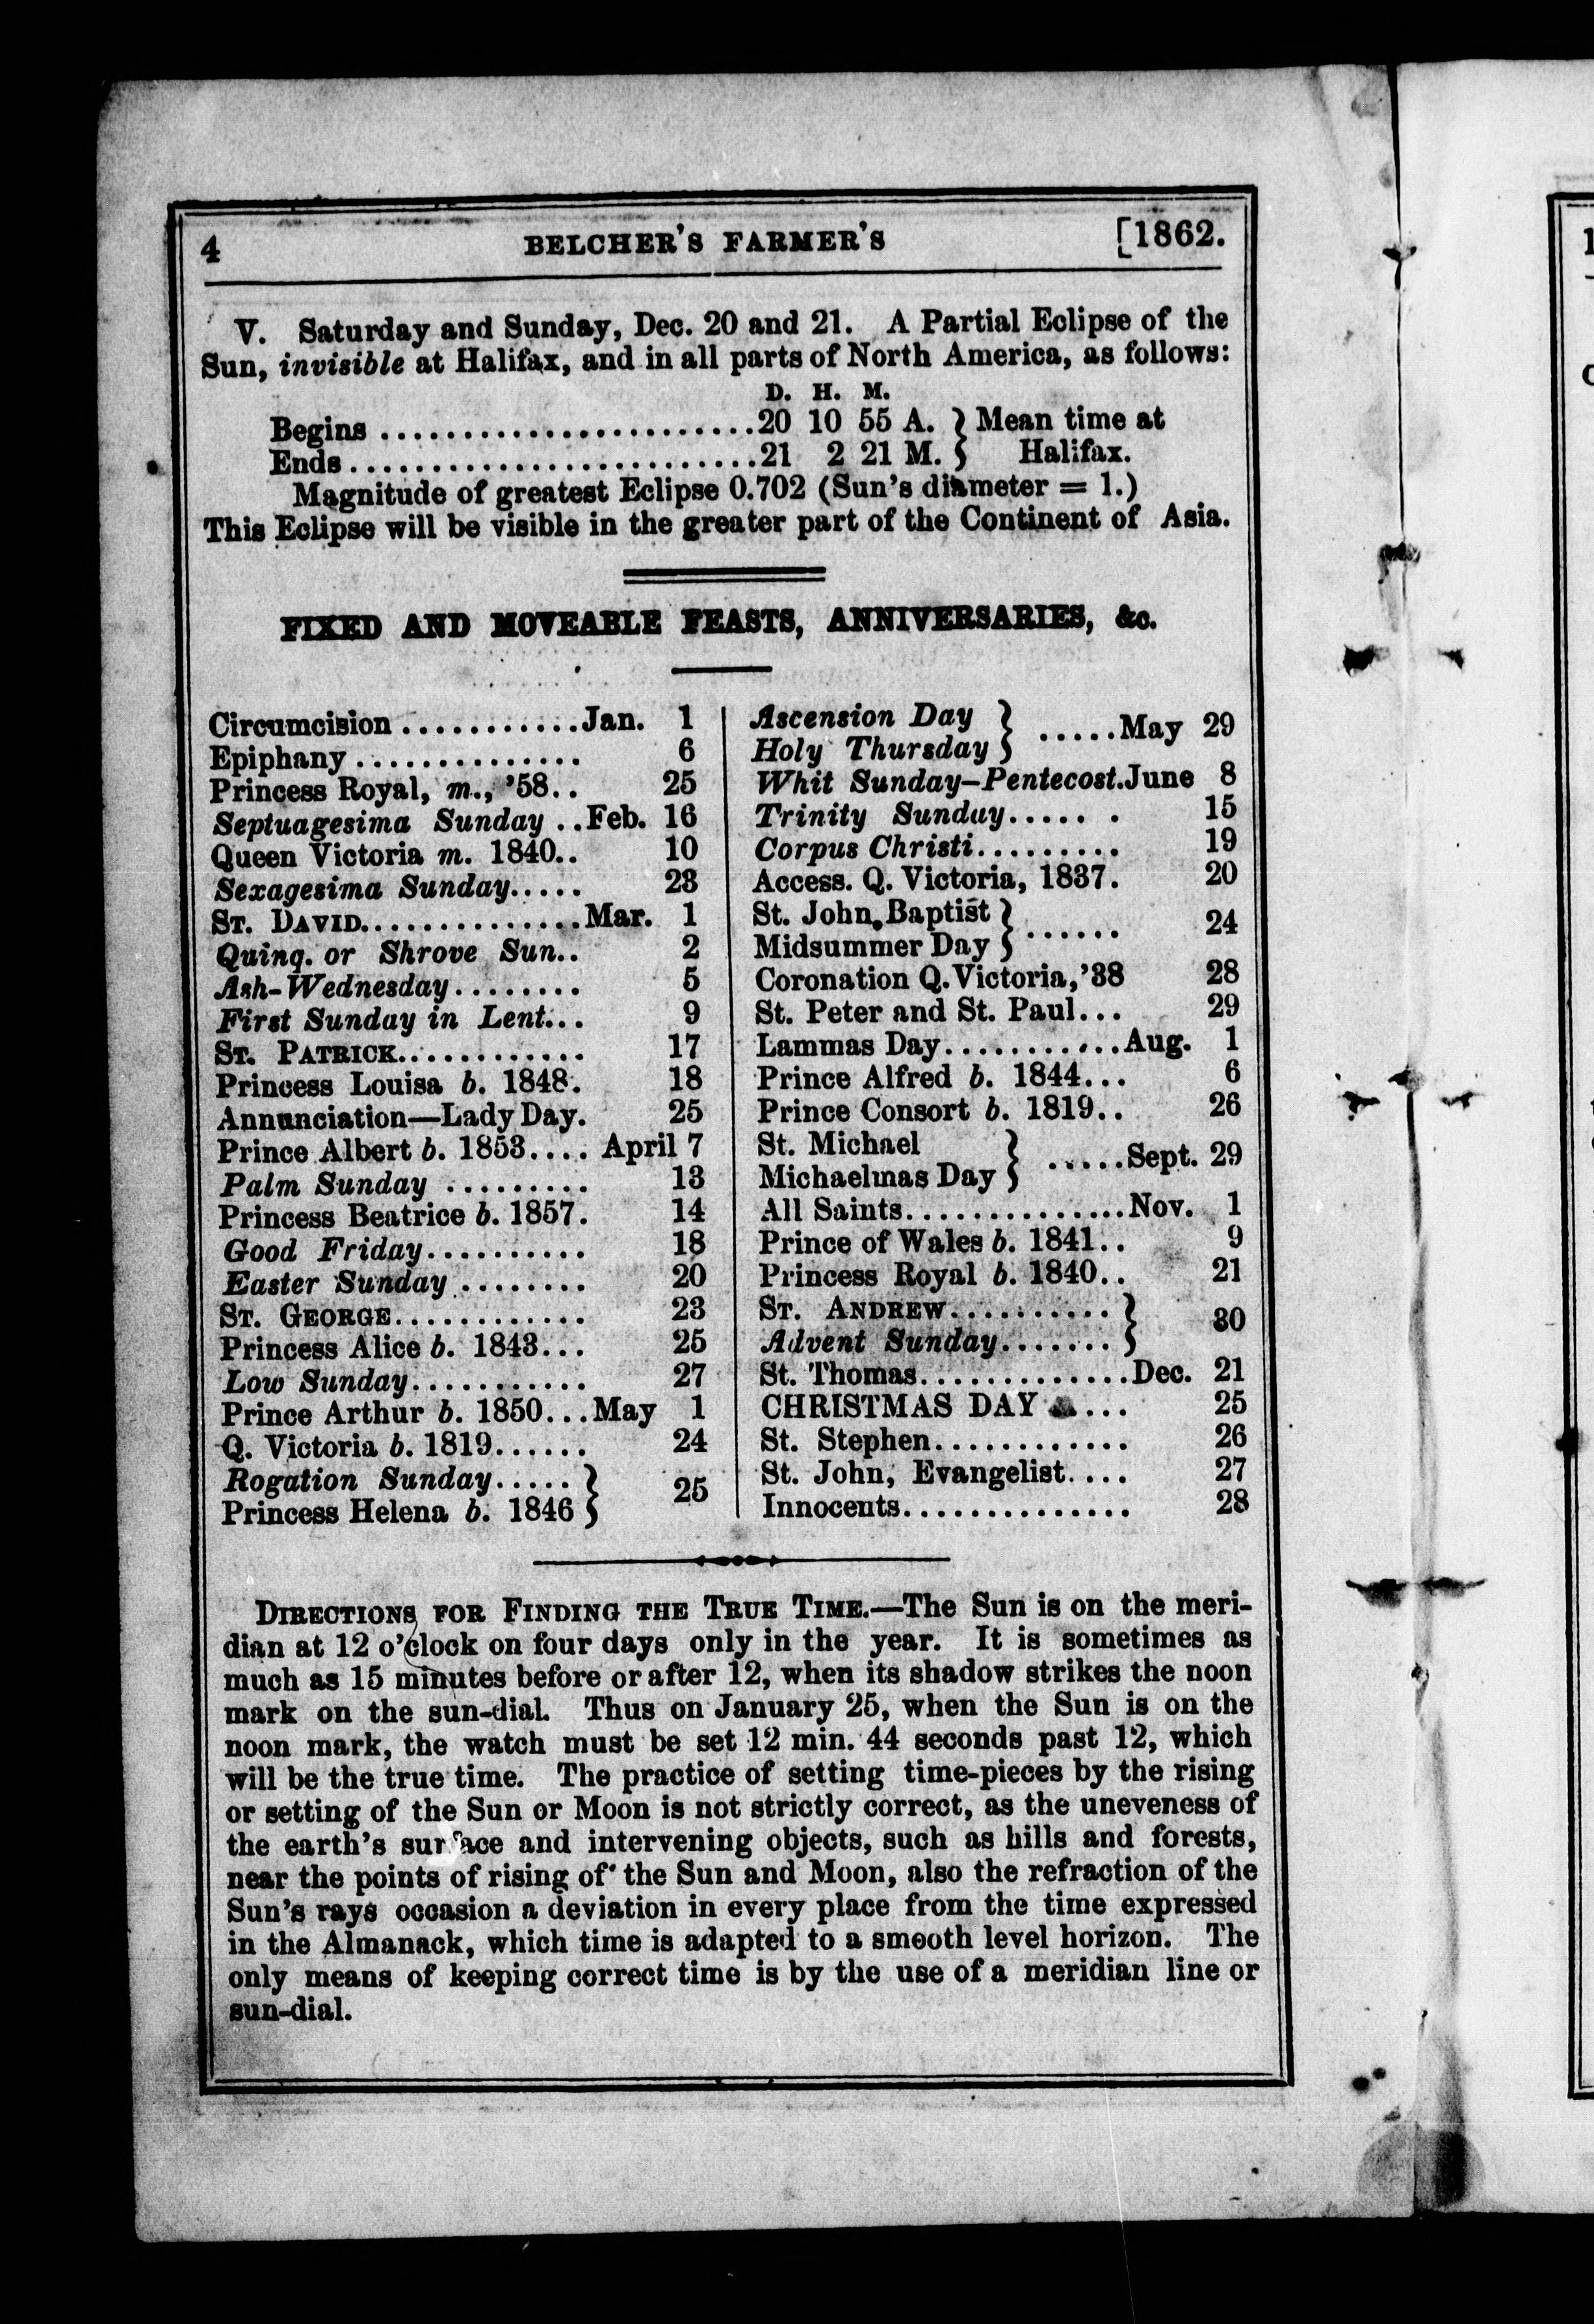 4 BELCHER'S FARMER'S [1862.
V. Saturday and Sunday, Dec. 20 and 21. A Partial Eclipse of the
Sun, invisible at Halifax, and in all parts of North America, as follows:
D. H. M.
Begins ........................20 10 55 A. } Mean time at
Ends..........................21 2 21 M. } Halifax.
Magnitude of greatest Eclipse 0.702 (Sun's diameter = 1.)
This Eclipse will be visible in the greater part of the Continent of Asia.
FIXED AND MOVEABLE FEASTS, ANNIVERSARIES, &c.
Circumcision ............Jan. 1
Epiphany ............... 6
Princess Royal, m., '58.. 25
Septuagesima Sunday ..Feb. 16
Queen Victoria m. 1840.. 10
Sexagesima Sunday..... 23
ST. DAVID...............Mar. 1
Quinq. or Shrove Sun.. 2
Ash-Wednesday........ 5
First Sunday in Lent... 9
ST. PATRICK............ 17
Princess Louisa b. 1848. 18
Annunciation—Lady Day. 25
Prince Albert b. 1853.... April 7
Palm Sunday ......... 13
Princess Beatrice b. 1857. 14
Good Friday.......... 18
Easter Sunday ........ 20
ST. GEORGE............ 23
Princess Alice b. 1843... 25
Low Sunday........... 27
Prince Arthur b. 1850...May 1
Q. Victoria b. 1819...... 24
Rogation Sunday..... }
Princess Helena b. 1846 } 25
Ascension Day }
Holy Thursday } .....May 29
Whit Sunday–Pentecost.June 8
Trinity Sunday..... . 15
Corpus Christi......... 19
Access. Q. Victoria, 1837. 20
St. John, Baptist }
Midsummer Day } ...... 24
Coronation Q. Victoria, '38 28
St. Peter and St. Paul... 29
Lammas Day...........Aug. 1
Prince Alfred b. 1844... 6
Prince Consort b. 1819.. 26
St. Michael }
Michaelmas Day } .....Sept. 29
All Saints...............Nov. 1
Prince of Wales b. 1841.. 9
Princess Royal b. 1840.. 21
ST. ANDREW.......... }
Advent Sunday....... } 30
St. Thomas.............Dec. 21
CHRISTMAS DAY .... 25
St. Stephen............ 26
St. John, Evangelist.... 27
Innocents.............. 28
DIRECTIONS FOR FINDING THE TRUE TIME.—The Sun is on the meri-
dian at 12 o'clock on four days only in the year. It is sometimes as
much as 15 minutes before or after 12, when its shadow strikes the noon
mark on the sun-dial. Thus on January 25, when the Sun is on the
noon mark, the watch must be set 12 min. 44 seconds past 12, which
will be the true time. The practice of setting time-pieces by the rising
or setting of the Sun or Moon is not strictly correct, as the uneveness of
the earth's surface and intervening objects, such as hills and forests,
near the points of rising of the Sun and Moon, also the refraction of the
Sun's rays occasion a deviation in every place from the time expressed
in the Almanack, which time is adapted to a smooth level horizon. The
only means of keeping correct time is by the use of a meridian line or
sun-dial.